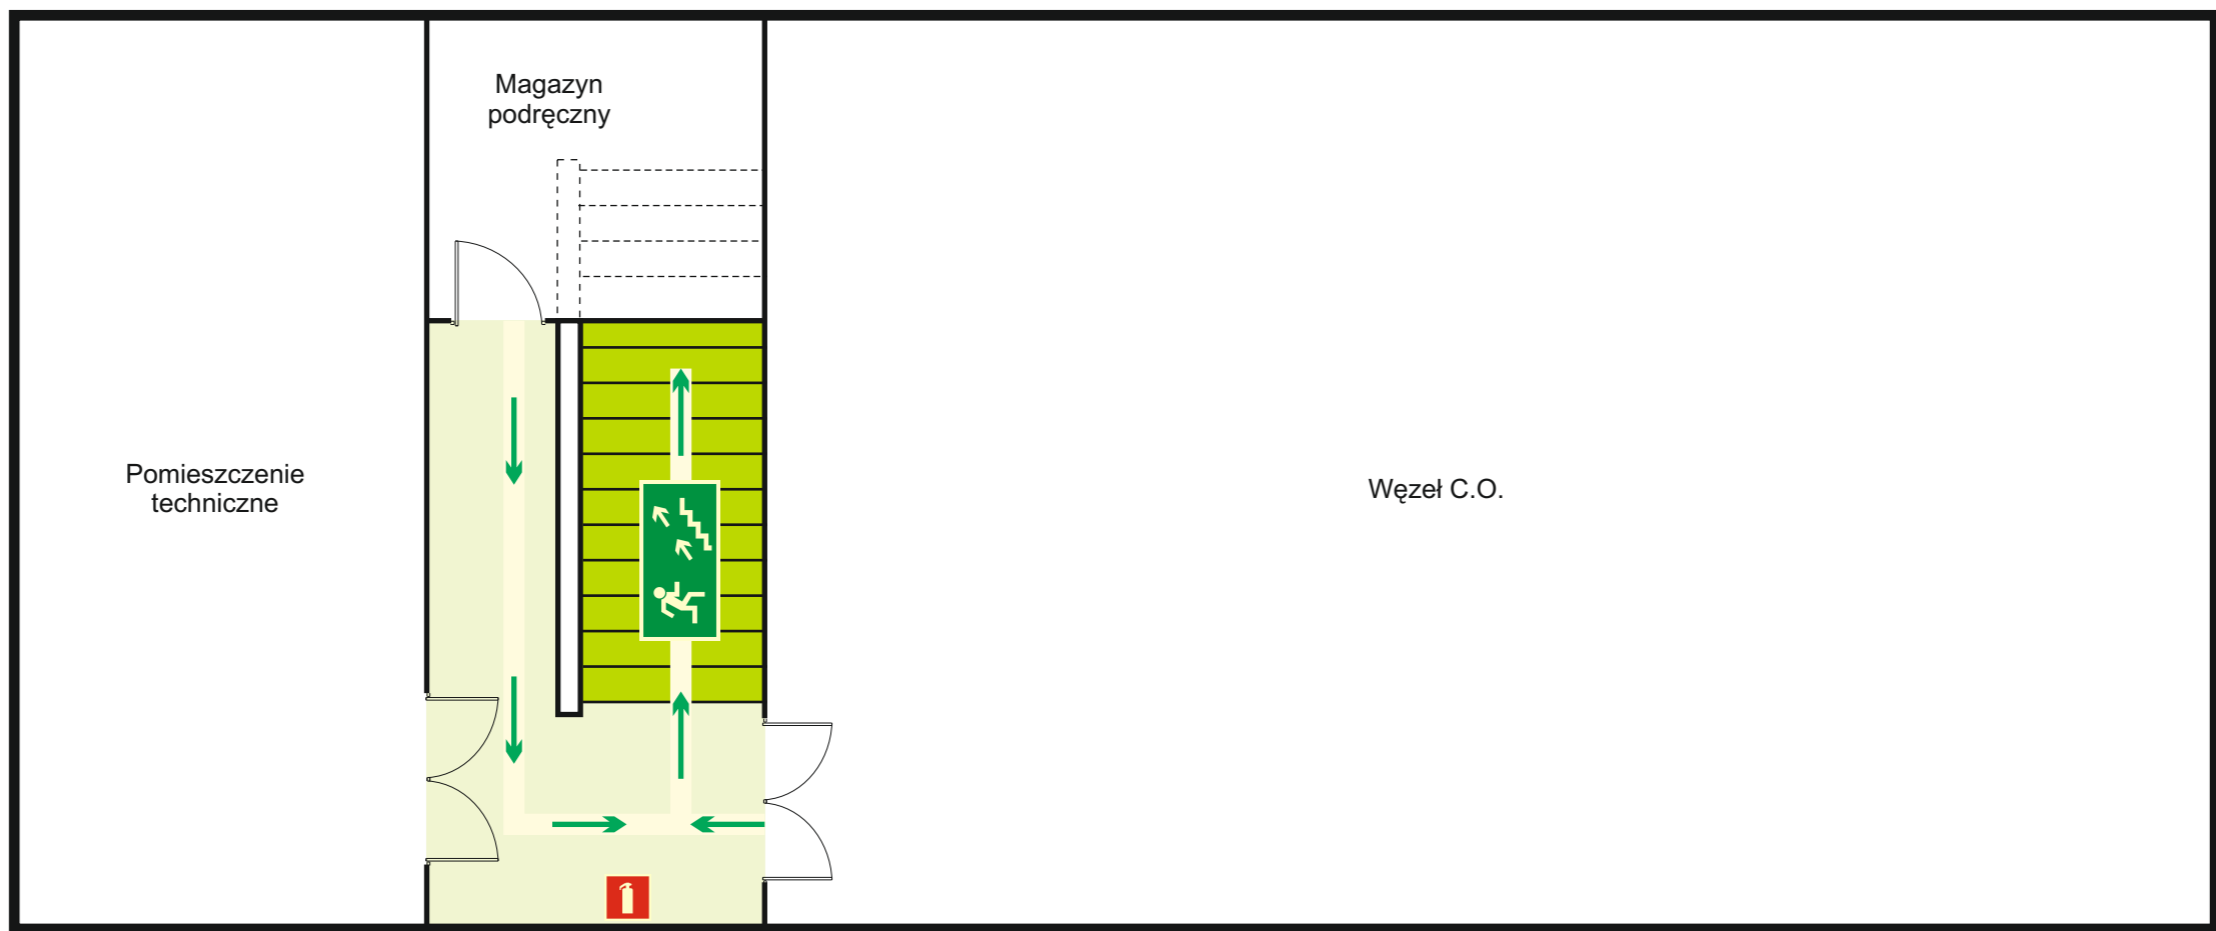 Magazyn
podręczny
Pomieszczenie
techniczne
Węzeł C.O.